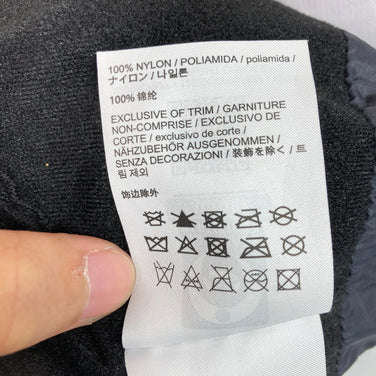 100% NYLON / POLIAMIDA / poliamida /
ナイロン / 나일론
100% 锦纶
EXCLUSIVE OF TRIM / GARNITURE
NON-COMPRISE / EXCLUSIVO DE
CORTE / exclusivo de corte /
NÄHZUBEHÖR AUSGENOMMEN /
SENZA DECORAZIONI / 装飾を除く / 트
림 제외
饰边除外